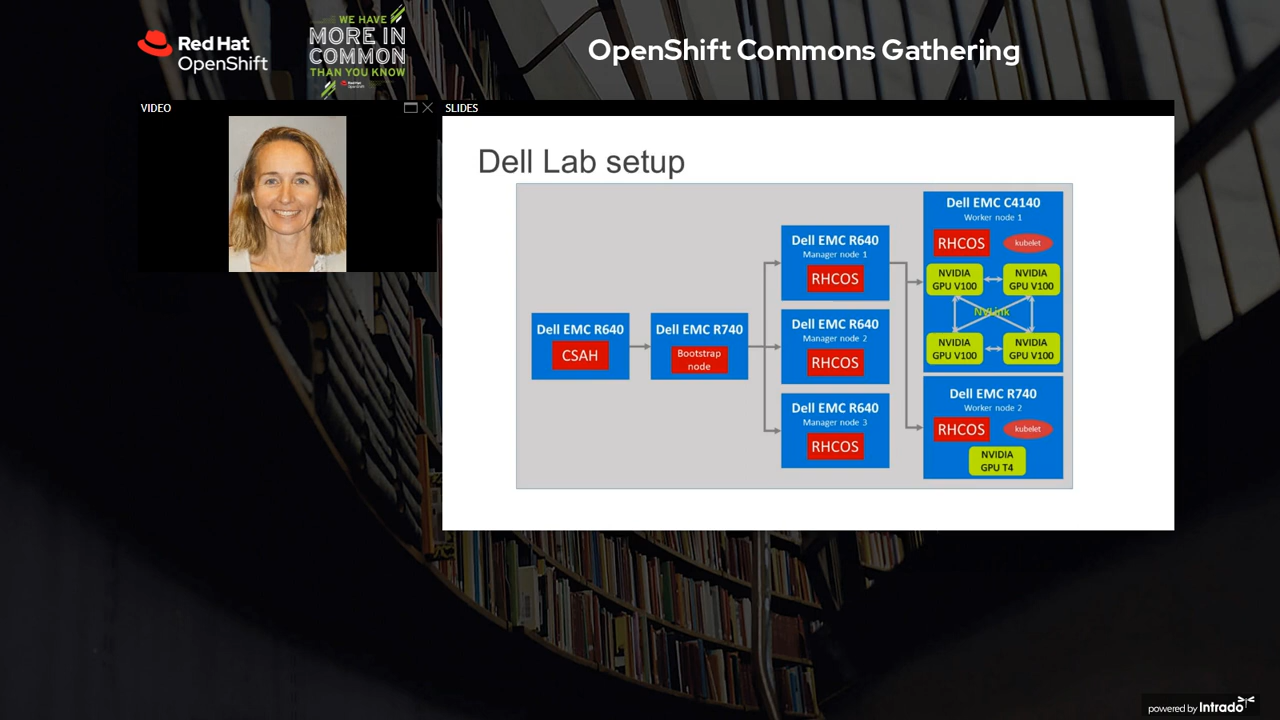 Red Hat
OpenShift
WE HAVE
MORE IN
COMMON
THAN YOU KNOW
OpenShift Commons Gathering
VIDEO
SLIDES
Dell Lab setup
Dell EMC R640
CSAH
Dell EMC R740
Bootstrap
node
Dell EMC R640
Manager node 1
RHCOS
Dell EMC R640
Manager node 2
RHCOS
Dell EMC R640
Manager node 3
RHCOS
Dell EMC C4140
Worker node 1
RHCOS
kubelet
NVIDIA
GPU V100
NVIDIA
GPU V100
NVLink
NVIDIA
GPU V100
NVIDIA
GPU V100
Dell EMC R740
Worker node 2
RHCOS
kubelet
NVIDIA
GPU T4
powered by Intrado